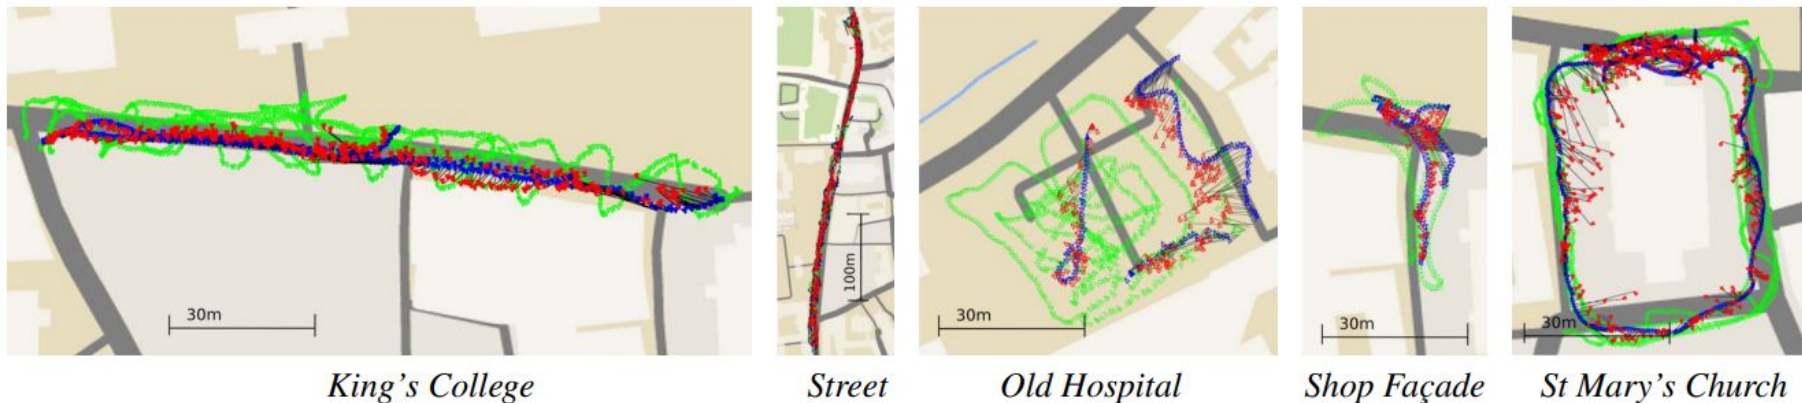 30m
100m
30m
30m
30m
King's College
Street
Old Hospital
Shop Façade
St Mary's Church